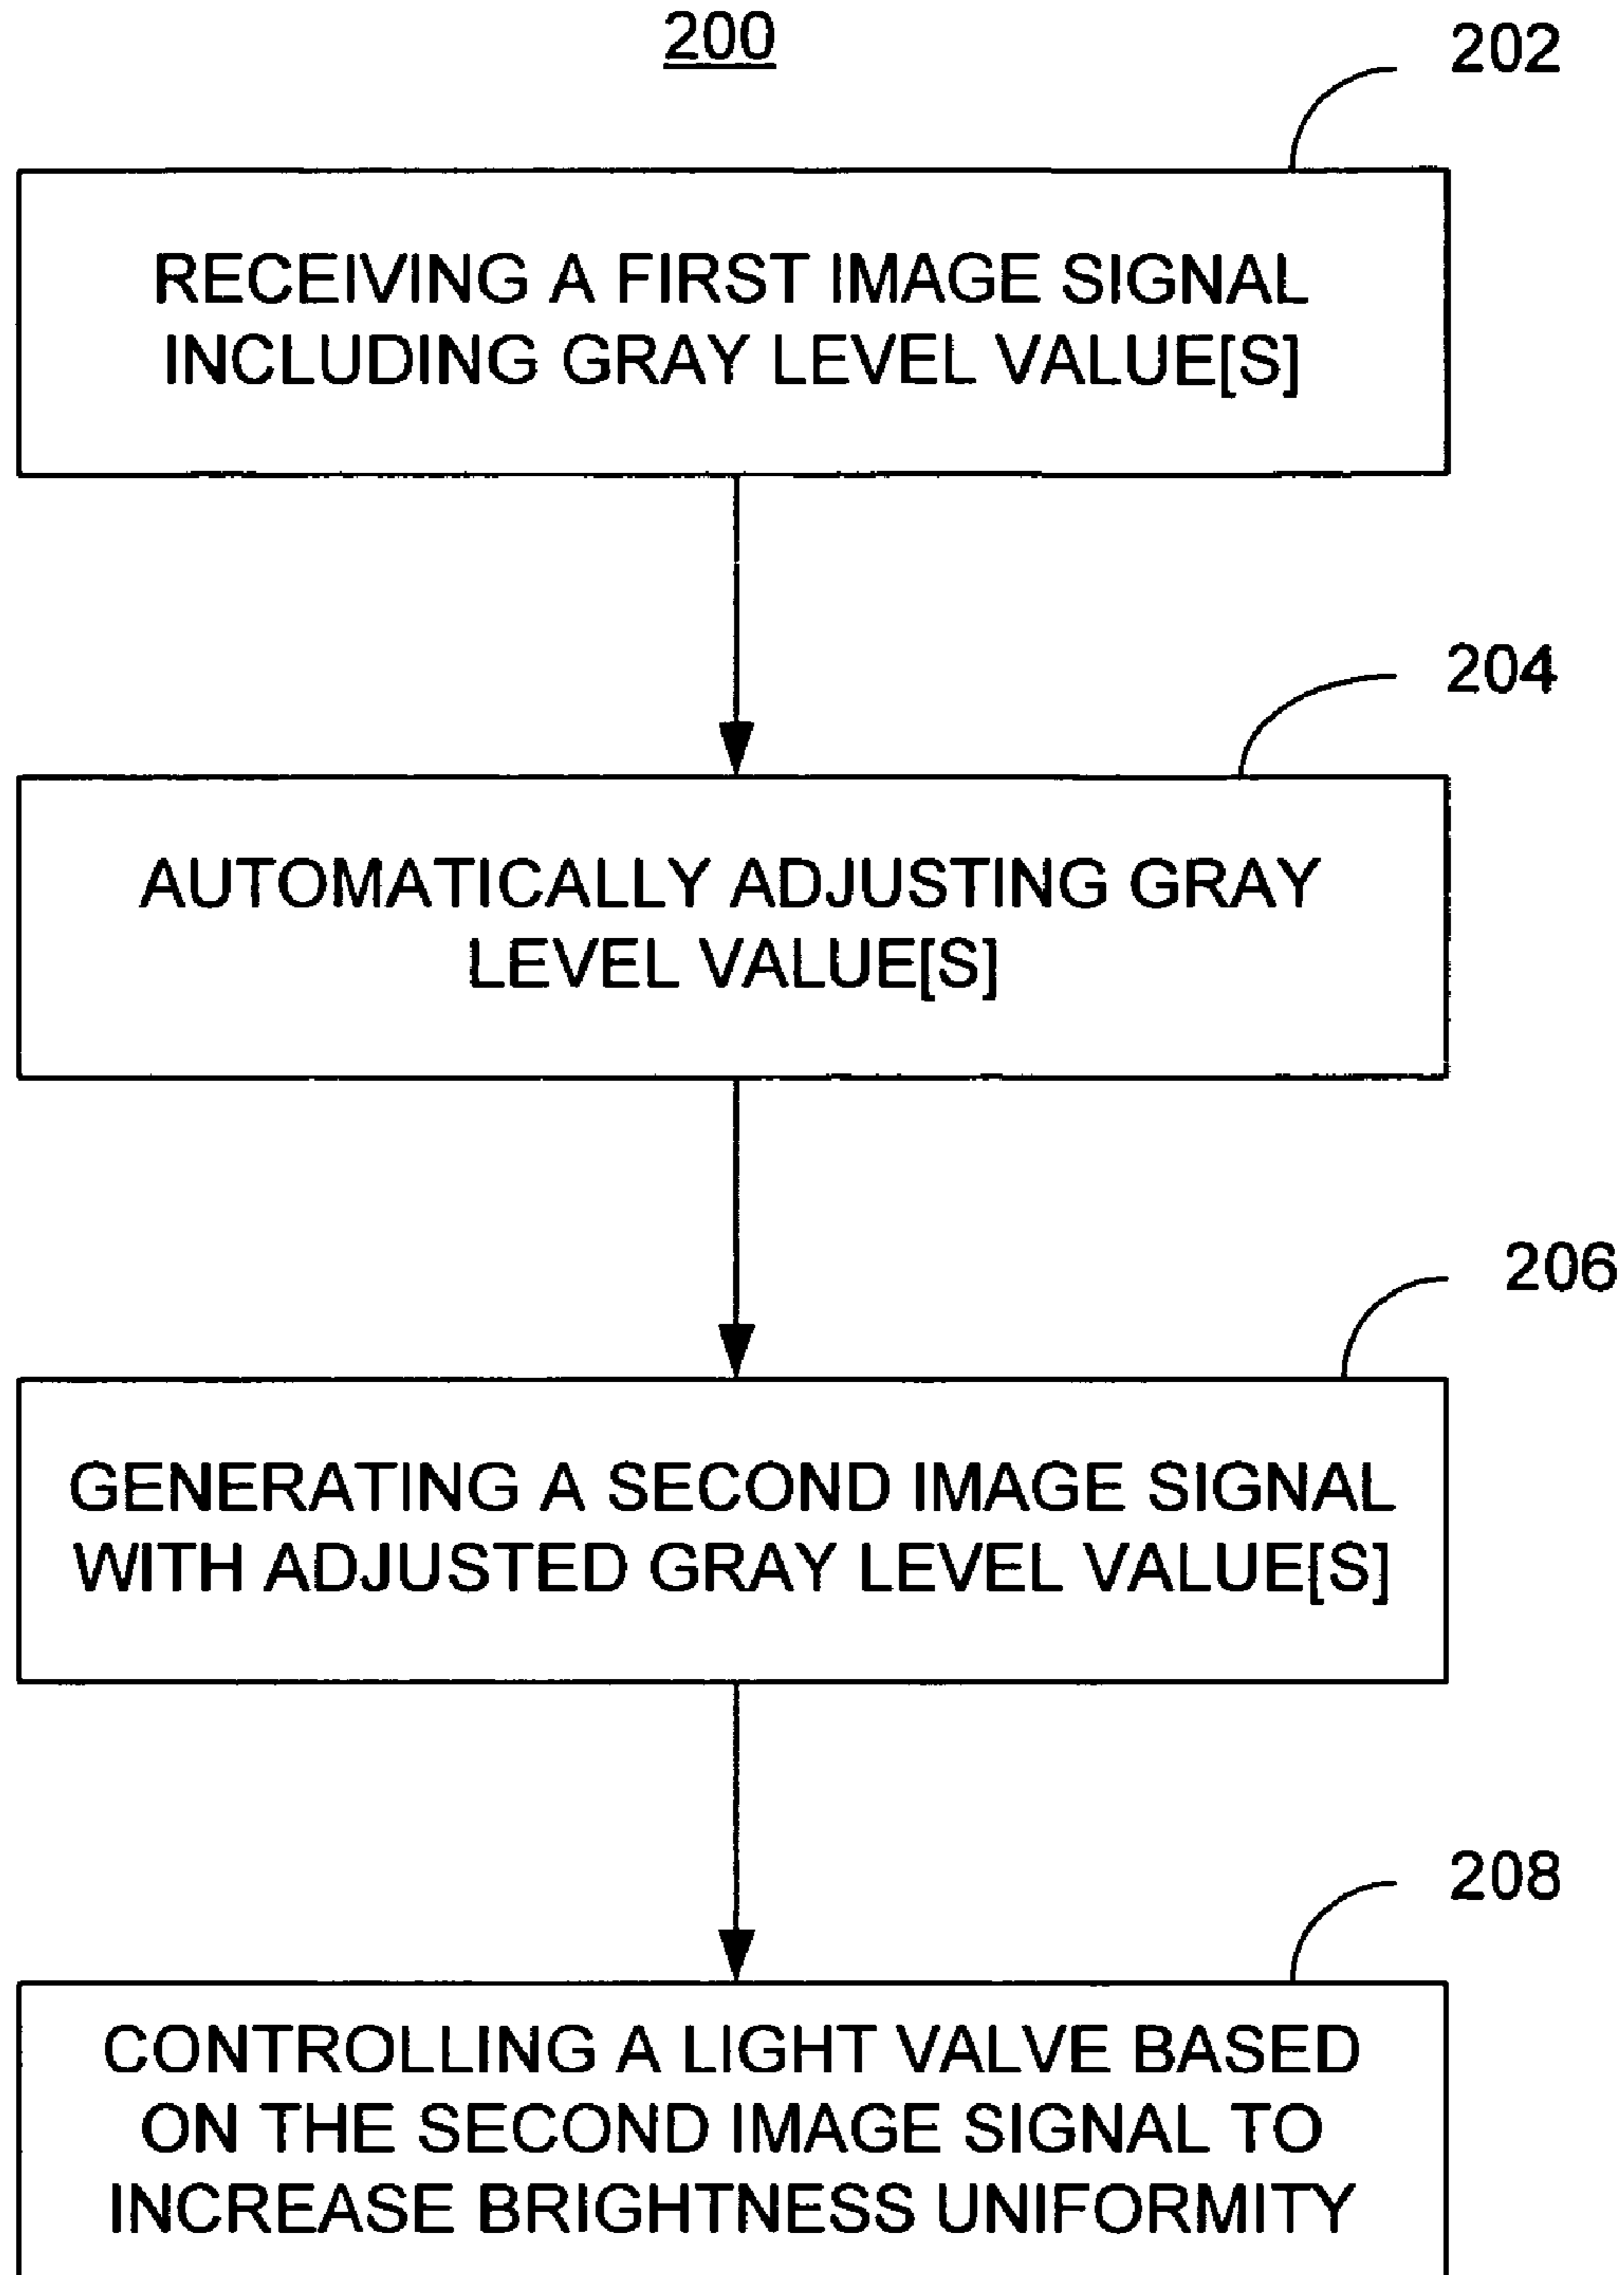 200
202
RECEIVING A FIRST IMAGE SIGNAL
INCLUDING GRAY LEVEL VALUE[S]
204
AUTOMATICALLY ADJUSTING GRAY
LEVEL VALUE[S]
206
GENERATING A SECOND IMAGE SIGNAL
WITH ADJUSTED GRAY LEVEL VALUE[S]
208
CONTROLLING A LIGHT VALVE BASED
ON THE SECOND IMAGE SIGNAL TO
INCREASE BRIGHTNESS UNIFORMITY